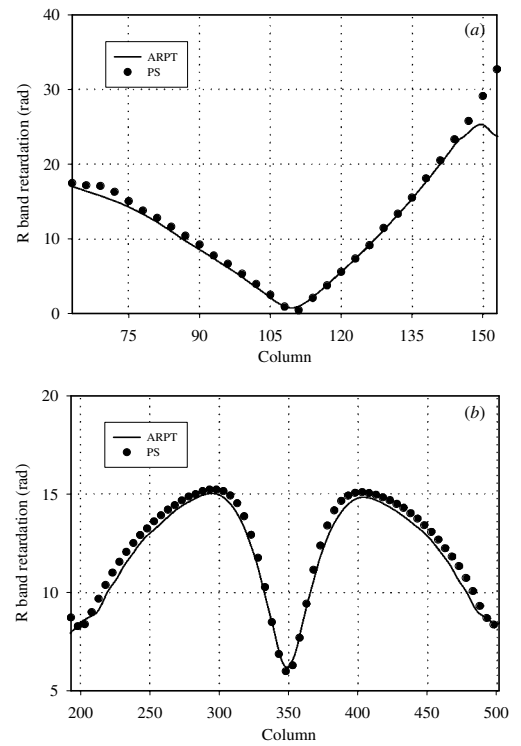 40
(a)
ARPT
PS
30
20
10
0
R band retardation (rad)
75 90 105 120 135 150
Column
20
(b)
ARPT
PS
15
10
5
R band retardation (rad)
200 250 300 350 400 450 500
Column